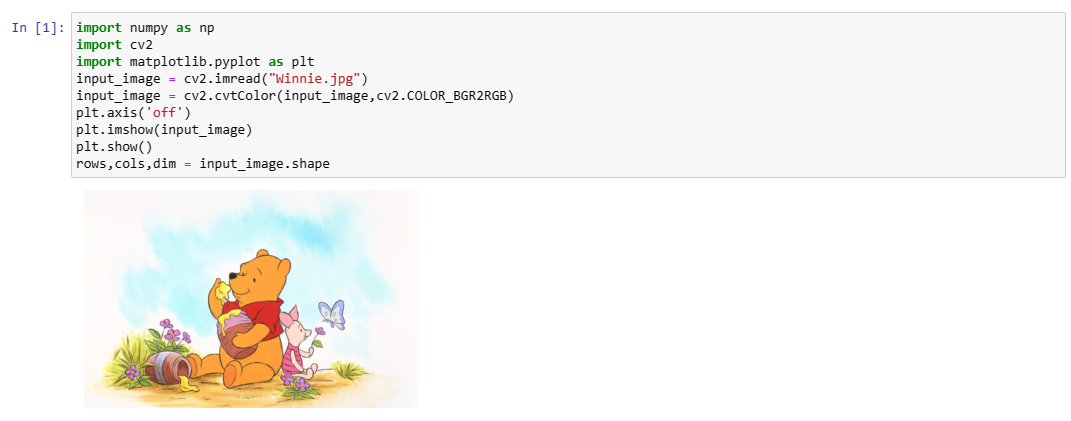 In [1]: import numpy as np
import cv2
import matplotlib.pyplot as plt
input_image = cv2.imread("Winnie.jpg")
input_image = cv2.cvtColor(input_image,cv2.COLOR_BGR2RGB)
plt.axis('off')
plt.imshow(input_image)
plt.show()
rows,cols,dim = input_image.shape